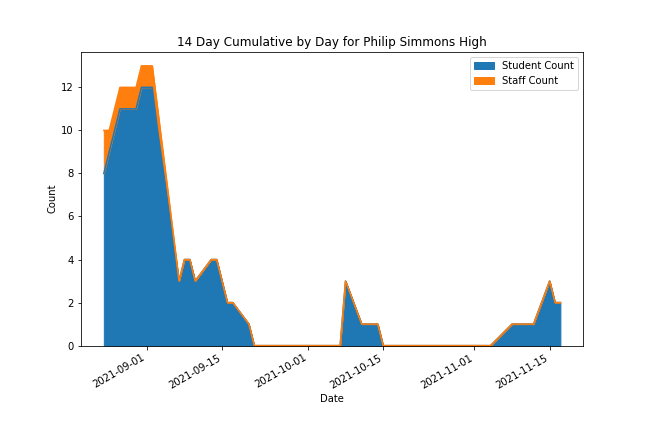 14 Day Cumulative by Day for Philip Simmons High
Student Count
Staff Count
12
10
8
6
4
2
0
Count
2021-09-01
2021-09-15
2021-10-01
2021-10-15
2021-11-01
2021-11-15
Date